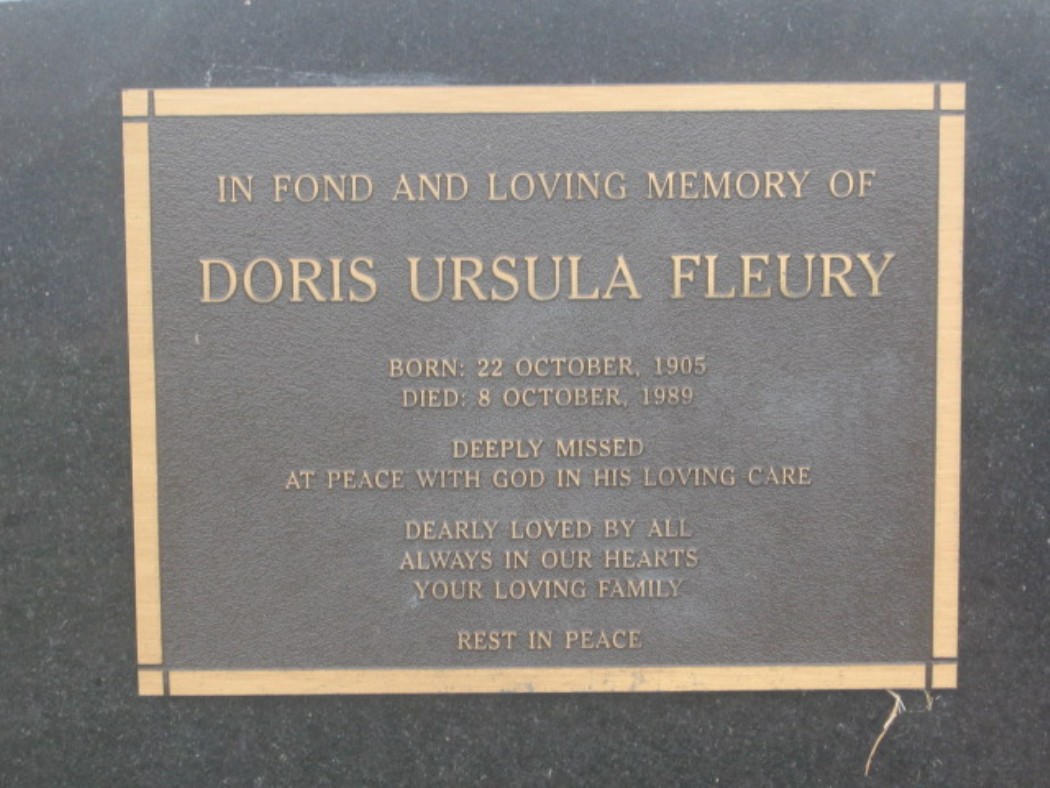 IN FOND AND LOVING MEMORY OF
DORIS URSULA FLEURY
BORN: 22 OCTOBER, 1905
DIED: 8 OCTOBER, 1989
DEEPLY MISSED
AT PEACE WITH GOD IN HIS LOVING CARE
DEARLY LOVED BY ALL
ALWAYS IN OUR HEARTS
YOUR LOVING FAMILY
REST IN PEACE